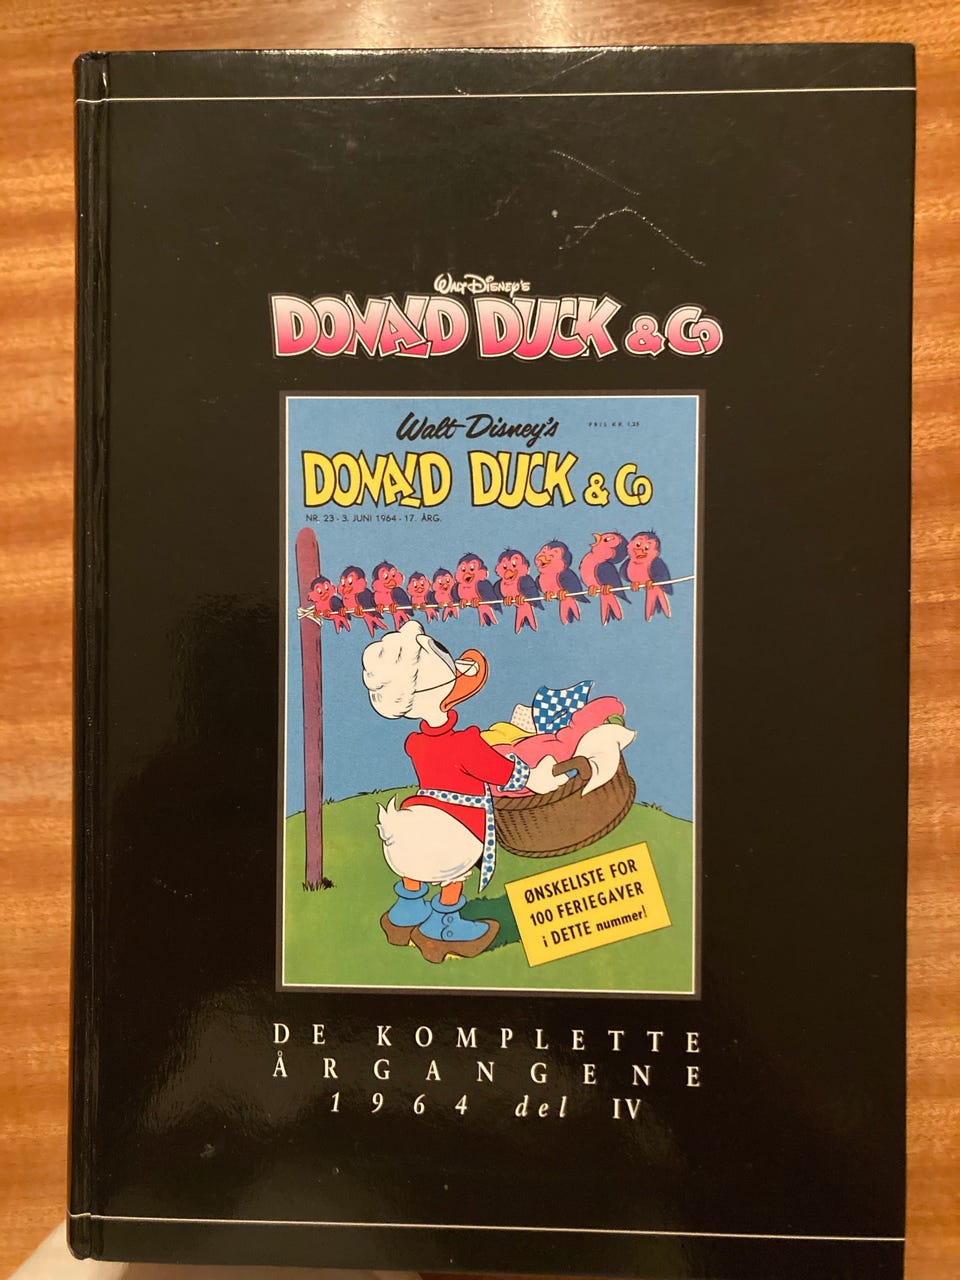 Walt Disney's
DONALD DUCK & Co
Walt Disney's
PRIS KR. 1,25
DONALD DUCK & Co
NR. 23 - 3. JUNI 1964 - 17. ÅRG.
ØNSKELISTE FOR
100 FERIEGAVER
i DETTE nummer!
DE KOMPLETTE
ÅRGANGENE
1964 del IV